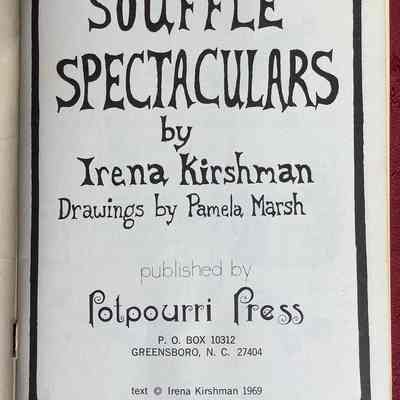 SOUFFLE
SPECTACULARS
by
Irena Kirshman
Drawings by Pamela Marsh
published by
Potpourri Press
P. O. BOX 10312
GREENSBORO, N. C. 27404
text © Irena Kirshman 1969